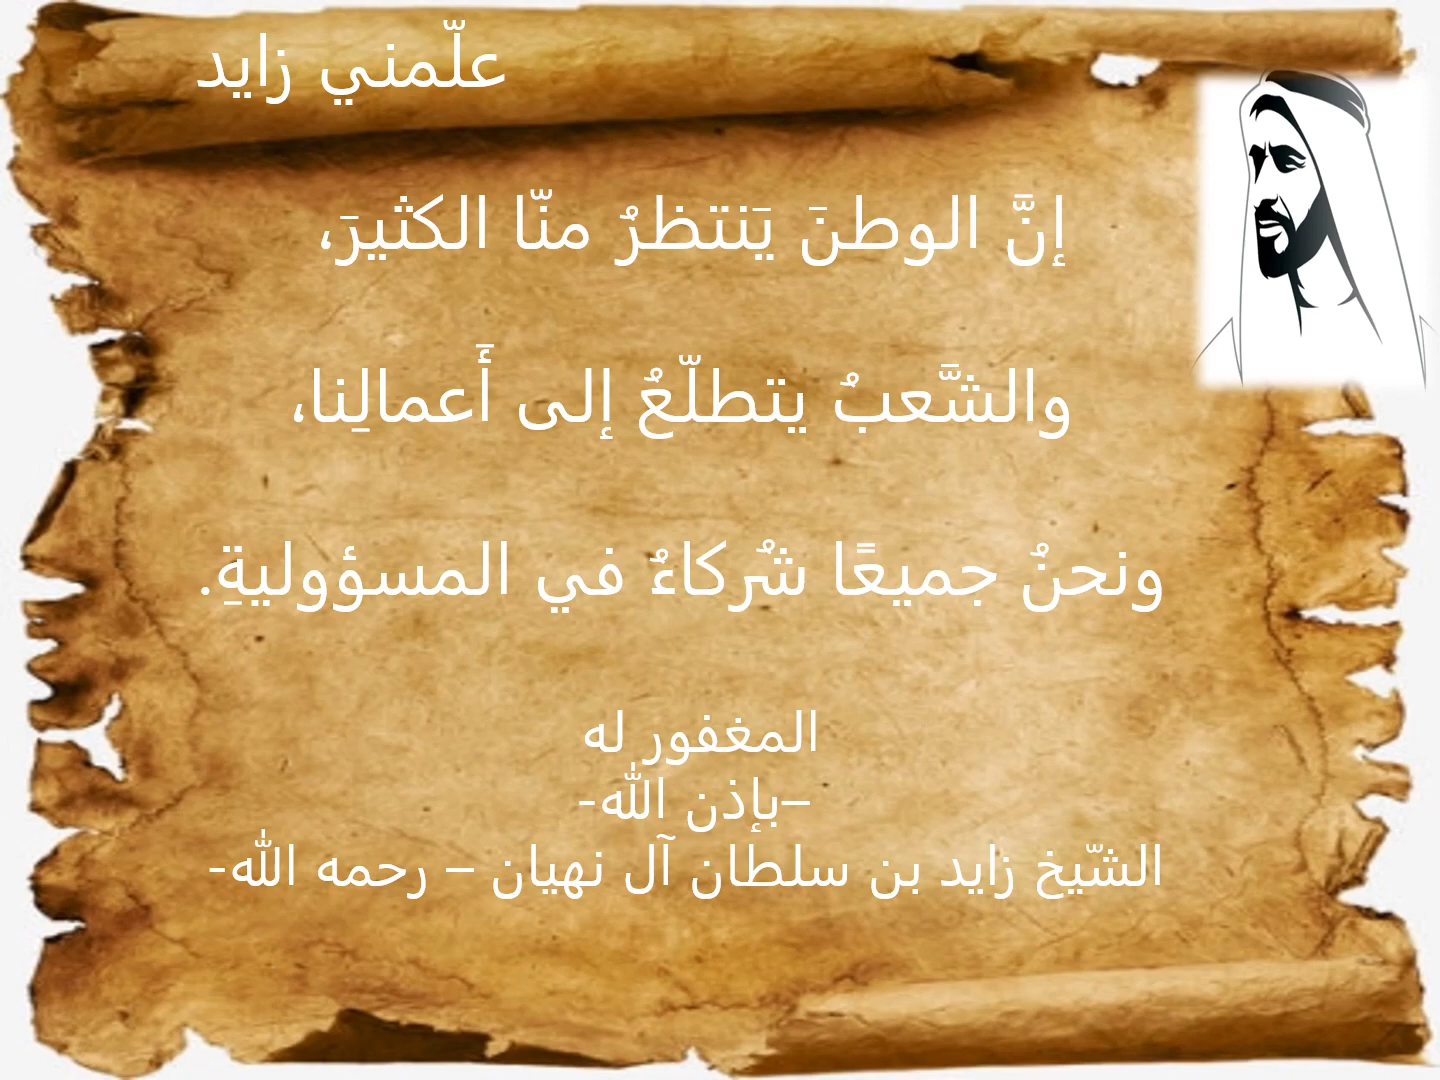 علّمني زايد
إنَّ الوطنَ يَنتظرُ منّا الكثيرَ،
والشَّعبُ يتطلّعُ إلى أَعمالِنا،
ونحنُ جميعًا شُركاءُ في المسؤوليةِ.
المغفور له
–بإذن الله-
الشّيخ زايد بن سلطان آل نهيان – رحمه الله-